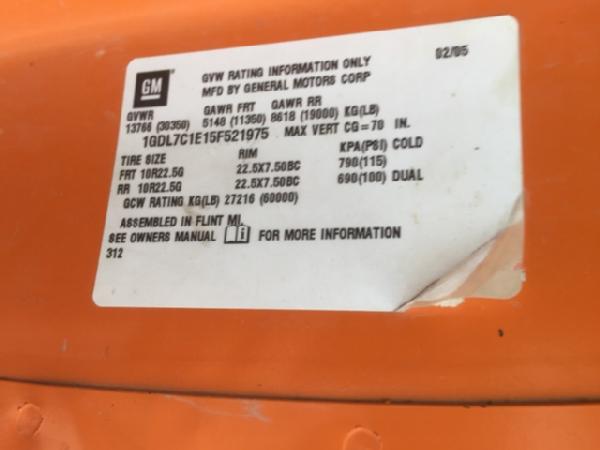 GM
GVW RATING INFORMATION ONLY 02/05
MFD BY GENERAL MOTORS CORP
GVWR GAWR FRT GAWR RR
13766 (30350) 5148 (11350) 8618 (19000) KG(LB)
1GDL7C1E15F521975 MAX VERT CG=70 IN.
TIRE SIZE RIM KPA(PSI) COLD
FRT 10R22.5G 22.5X7.50BC 790(115)
RR 10R22.5G 22.5X7.50BC 690(100) DUAL
GCW RATING KG(LB) 27216 (60000)
ASSEMBLED IN FLINT MI.
SEE OWNERS MANUAL i FOR MORE INFORMATION
312